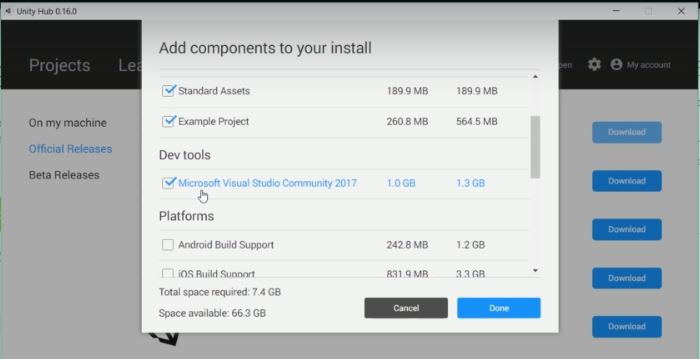 Unity Hub 0.16.0
Add components to your install
Projects
My account
Standard Assets 189.9 MB 189.9 MB
On my machine
Example Project 260.8 MB 564.5 MB
Download
Official Releases
Dev tools
Beta Releases
Microsoft Visual Studio Community 2017 1.0 GB 1.3 GB
Download
Platforms
Download
Android Build Support 242.8 MB 1.2 GB
iOS Build Support 831.9 MB 3.3 GB
Download
Total space required: 7.4 GB
Cancel
Done
Space available: 66.3 GB
Download